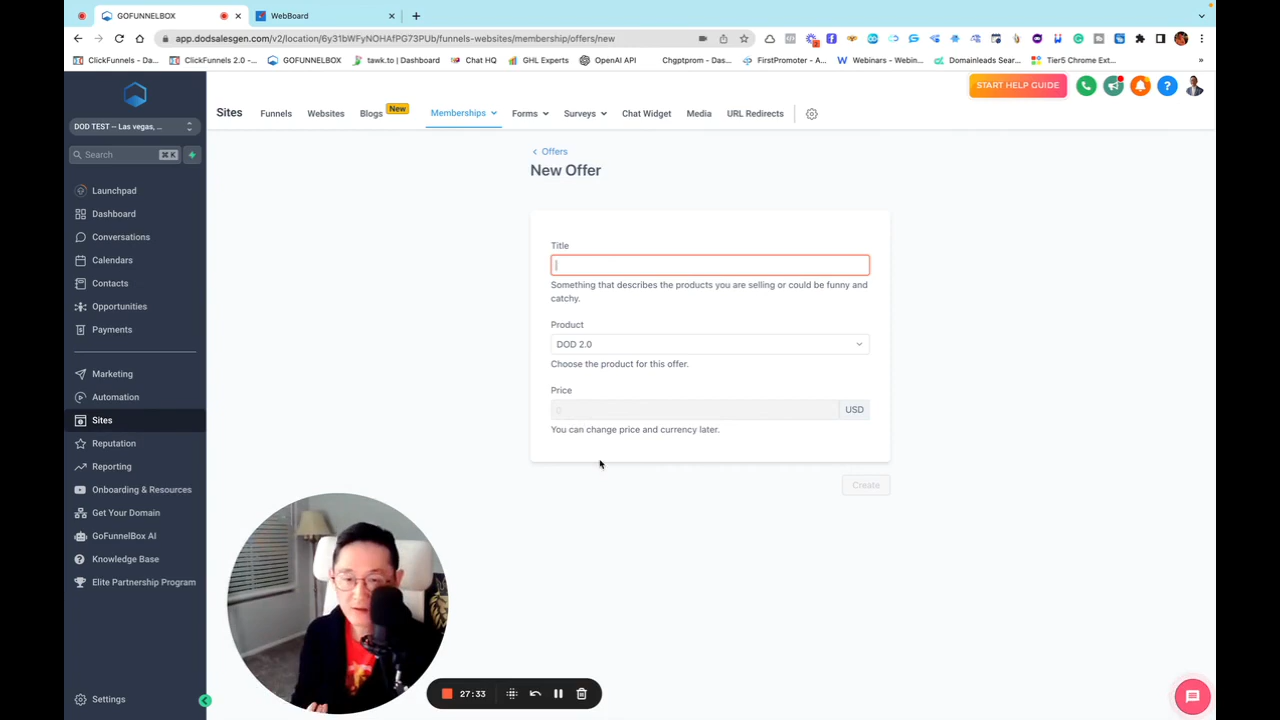 GOFUNNELBOX
WebBoard
app.dodsalesgen.com/v2/location/6y31bWFyNOHAfPG73PUb/funnels-websites/membership/offers/new
ClickFunnels - Da...
ClickFunnels 2.0 -...
GOFUNNELBOX
tawk.to | Dashboard
Chat HQ
GHL Experts
OpenAI API
Chgptprom - Das...
FirstPromoter - A...
Webinars - Webin...
Domainleads Sear...
Tier5 Chrome Ext...
START HELP GUIDE
Sites
Funnels
Websites
Blogs
New
Memberships
Forms
Surveys
Chat Widget
Media
URL Redirects
DOD TEST -- Las vegas, ...
Search
⌘ K
Launchpad
Dashboard
Conversations
Calendars
Contacts
Opportunities
Payments
Marketing
Automation
Sites
Reputation
Reporting
Onboarding & Resources
Get Your Domain
GoFunnelBox AI
Knowledge Base
Elite Partnership Program
Settings
Offers
New Offer
Title
Something that describes the products you are selling or could be funny and
catchy.
Product
DOD 2.0
Choose the product for this offer.
Price
0
USD
You can change price and currency later.
Create
27:33